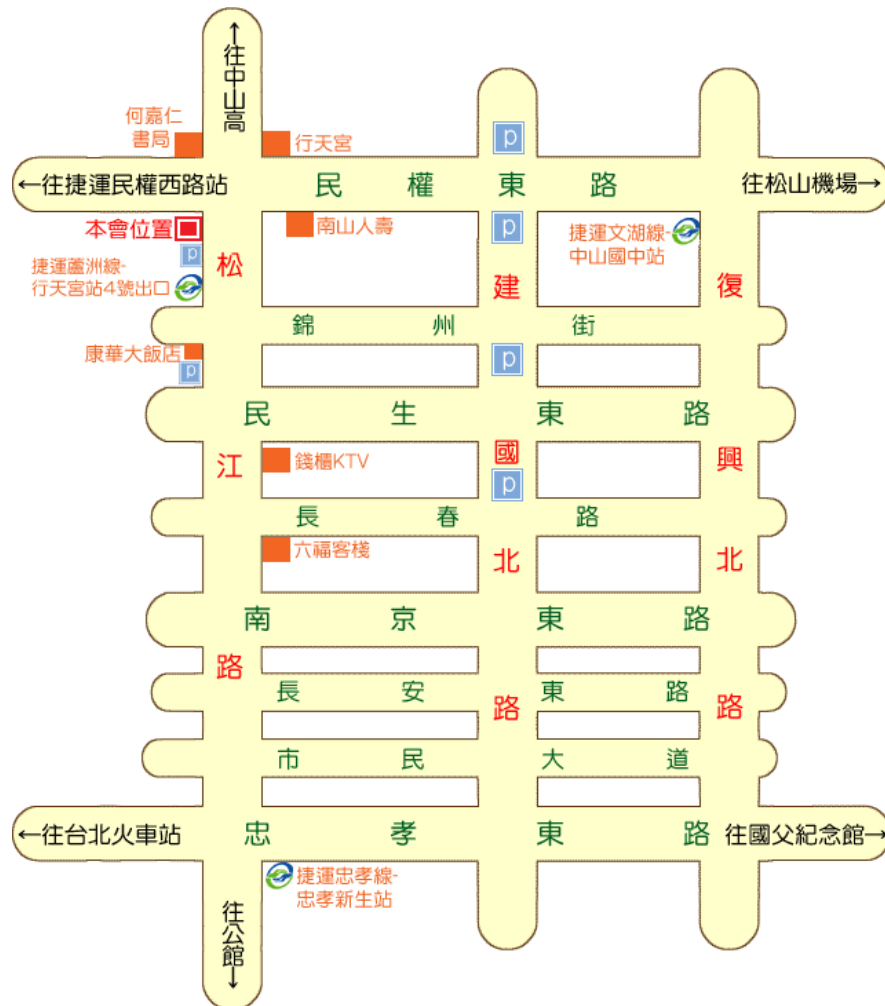 ←往中山高
何嘉仁
書局
行天宮
←往捷運民權西路站
民權東路
往松山機場→
本會位置
南山人壽
捷運文湖線-
中山國中站
p
p
p
捷運蘆洲線-
行天宮站4號出口
松江路
建國北路
復興北路
錦州街
康華大飯店
p
p
民生東路
錢櫃KTV
p
長春路
六福客棧
南京東路
長安東路
市民大道
←往台北火車站
忠孝東路
往國父紀念館→
捷運忠孝線-
忠孝新生站
往公館→